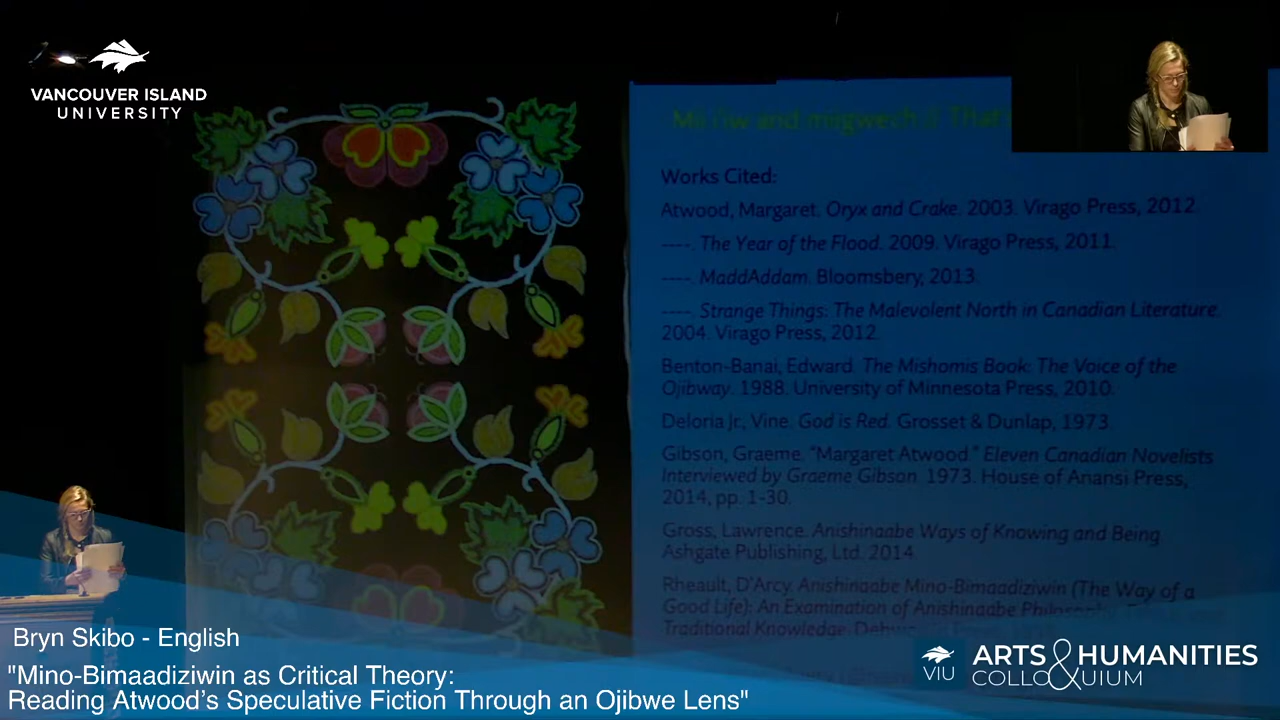 VANCOUVER ISLAND
UNIVERSITY
Mii i'iw and miigwech
Works Cited:
Atwood, Margaret. Oryx and Crake. 2003. Virago Press, 2012.
----. The Year of the Flood. 2009. Virago Press, 2011.
----. MaddAddam. Bloomsbery, 2013.
----. Strange Things: The Malevolent North in Canadian Literature.
2004. Virago Press, 2012.
Benton-Banai, Edward. The Mishomis Book: The Voice of the
Ojibway. 1988. University of Minnesota Press, 2010.
Deloria Jr., Vine. God is Red. Grosset & Dunlap, 1973.
Gibson, Graeme. "Margaret Atwood." Eleven Canadian Novelists
Interviewed by Graeme Gibson. 1973. House of Anansi Press,
2014, pp. 1-30.
Gross, Lawrence. Anishinaabe Ways of Knowing and Being
Ashgate Publishing, Ltd. 2014.
Rheault, D'Arcy. Anishinaabe Mino-Bimaadiziwin (The Way of a
Good Life): An Examination of Anishinaabe
Traditional Knowledge.
Bryn Skibo - English
"Mino-Bimaadiziwin as Critical Theory:
Reading Atwood's Speculative Fiction Through an Ojibwe Lens"
VIU
ARTS & HUMANITIES
COLLOQUIUM